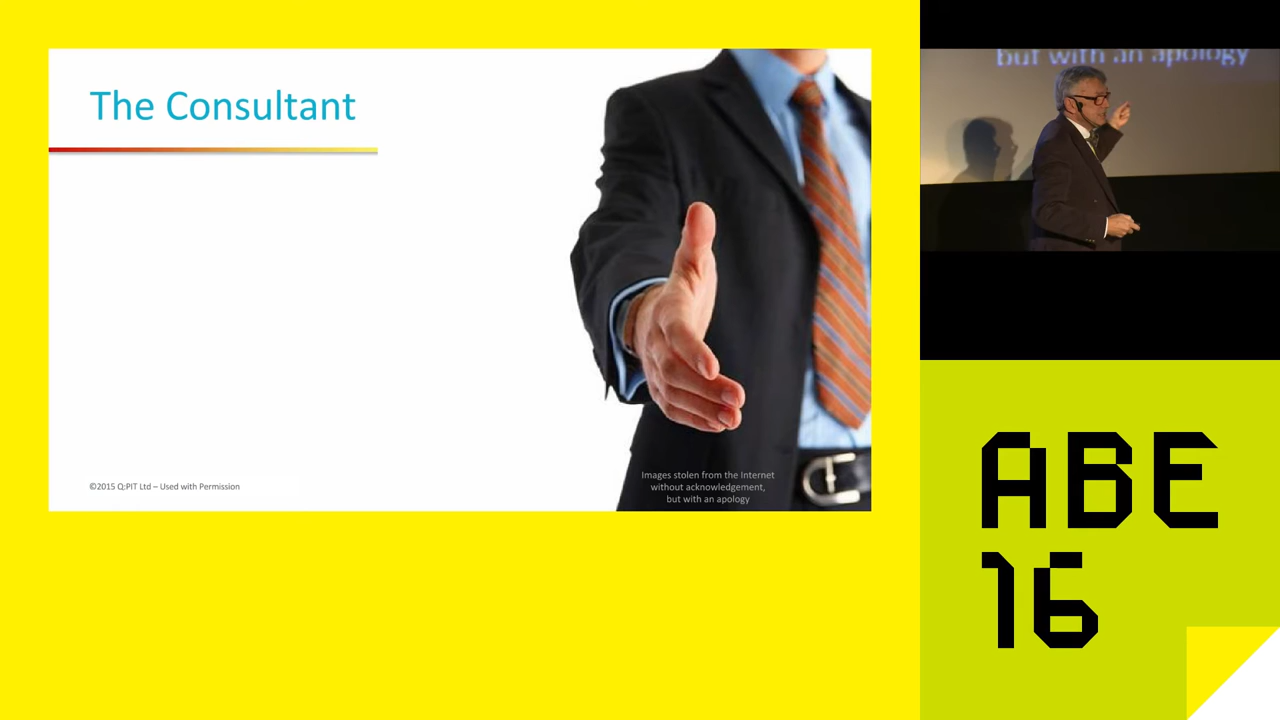 The Consultant
©2015 Q:PIT Ltd – Used with Permission
Images stolen from the Internet
without acknowledgement,
but with an apology
but with an apology
ABE
16